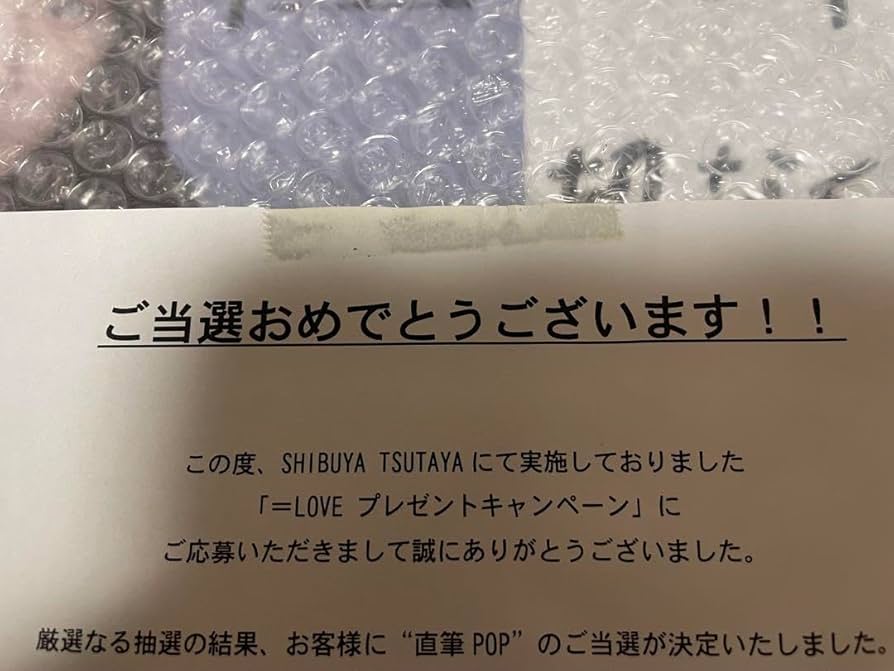 ご当選おめでとうございます！！
この度、SHIBUYA TSUTAYAにて実施しておりました
「＝LOVE プレゼントキャンペーン」に
ご応募いただきまして誠にありがとうございました。
厳選なる抽選の結果、お客様に“直筆POP”のご当選が決定いたしました。